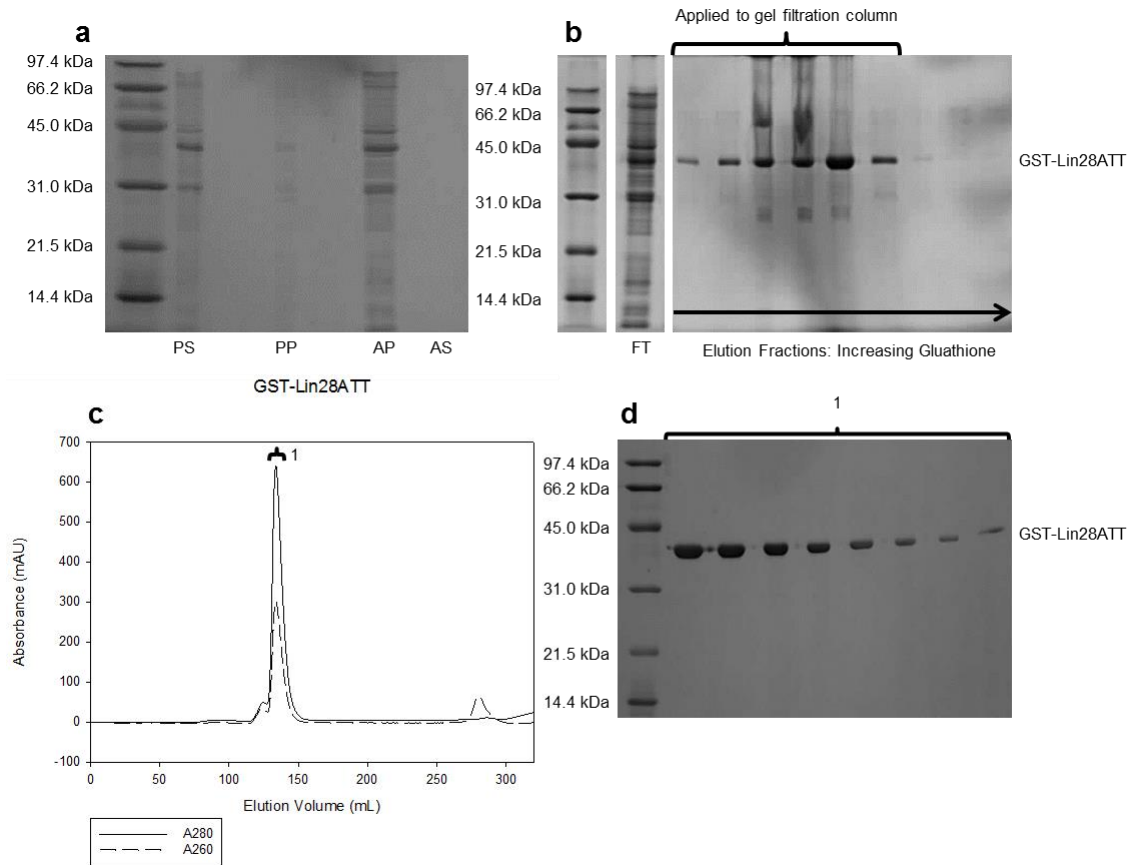 a
97.4 kDa
66.2 kDa
45.0 kDa
31.0 kDa
21.5 kDa
14.4 kDa
PS PP AP AS
b
Applied to gel filtration column
97.4 kDa
66.2 kDa
45.0 kDa
31.0 kDa
21.5 kDa
14.4 kDa
GST-Lin28ATT
FT
Elution Fractions: Increasing Gluathione
GST-Lin28ATT
c
1
700
600
500
400
300
200
100
0
-100
Absorbance (mAU)
0 50 100 150 200 250 300
Elution Volume (mL)
A280
A260
d
1
97.4 kDa
66.2 kDa
45.0 kDa
31.0 kDa
21.5 kDa
14.4 kDa
GST-Lin28ATT